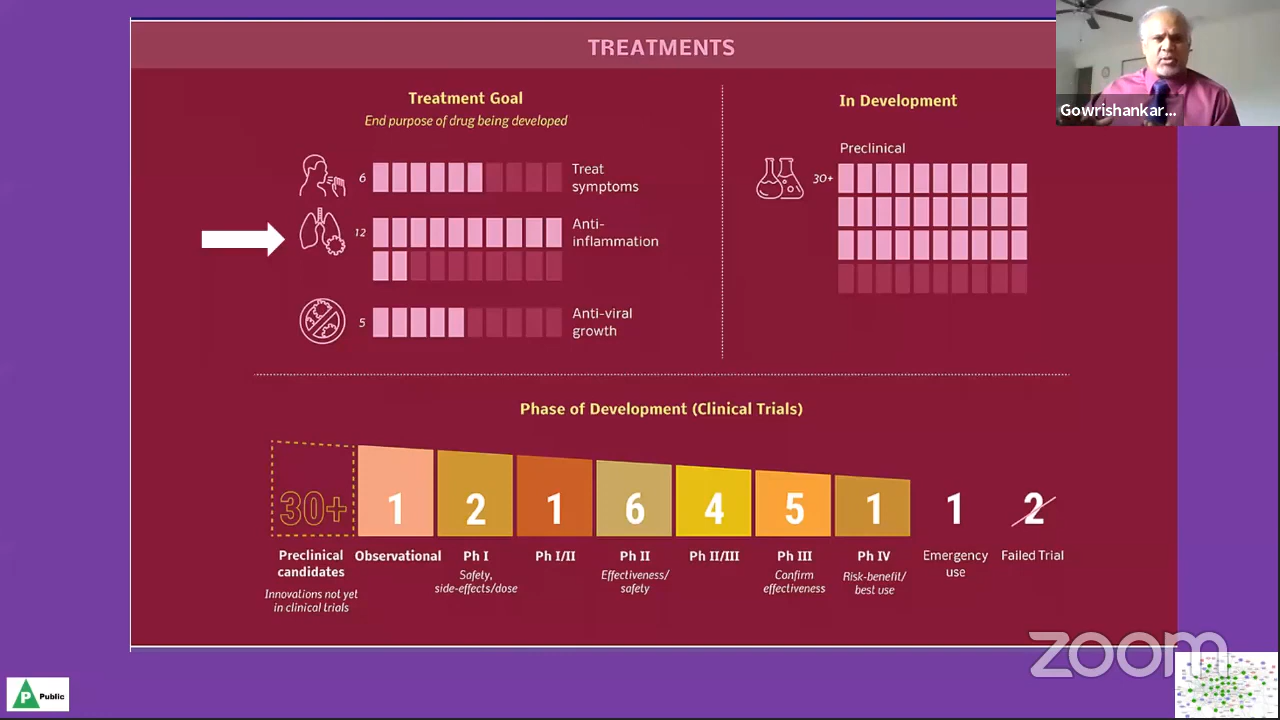 TREATMENTS
Gowrishankar...
Treatment Goal
End purpose of drug being developed
6
Treat
symptoms
12
Anti-
inflammation
5
Anti-viral
growth
In Development
Preclinical
30+
Phase of Development (Clinical Trials)
30+
1
2
1
6
4
5
1
1
2
Preclinical
candidates
Innovations not yet
in clinical trials
Observational
Ph I
Safety,
side-effects/dose
Ph I/II
Ph II
Effectiveness/
safety
Ph II/III
Ph III
Confirm
effectiveness
Ph IV
Risk-benefit/
best use
Emergency
use
Failed Trial
zoom
P Public